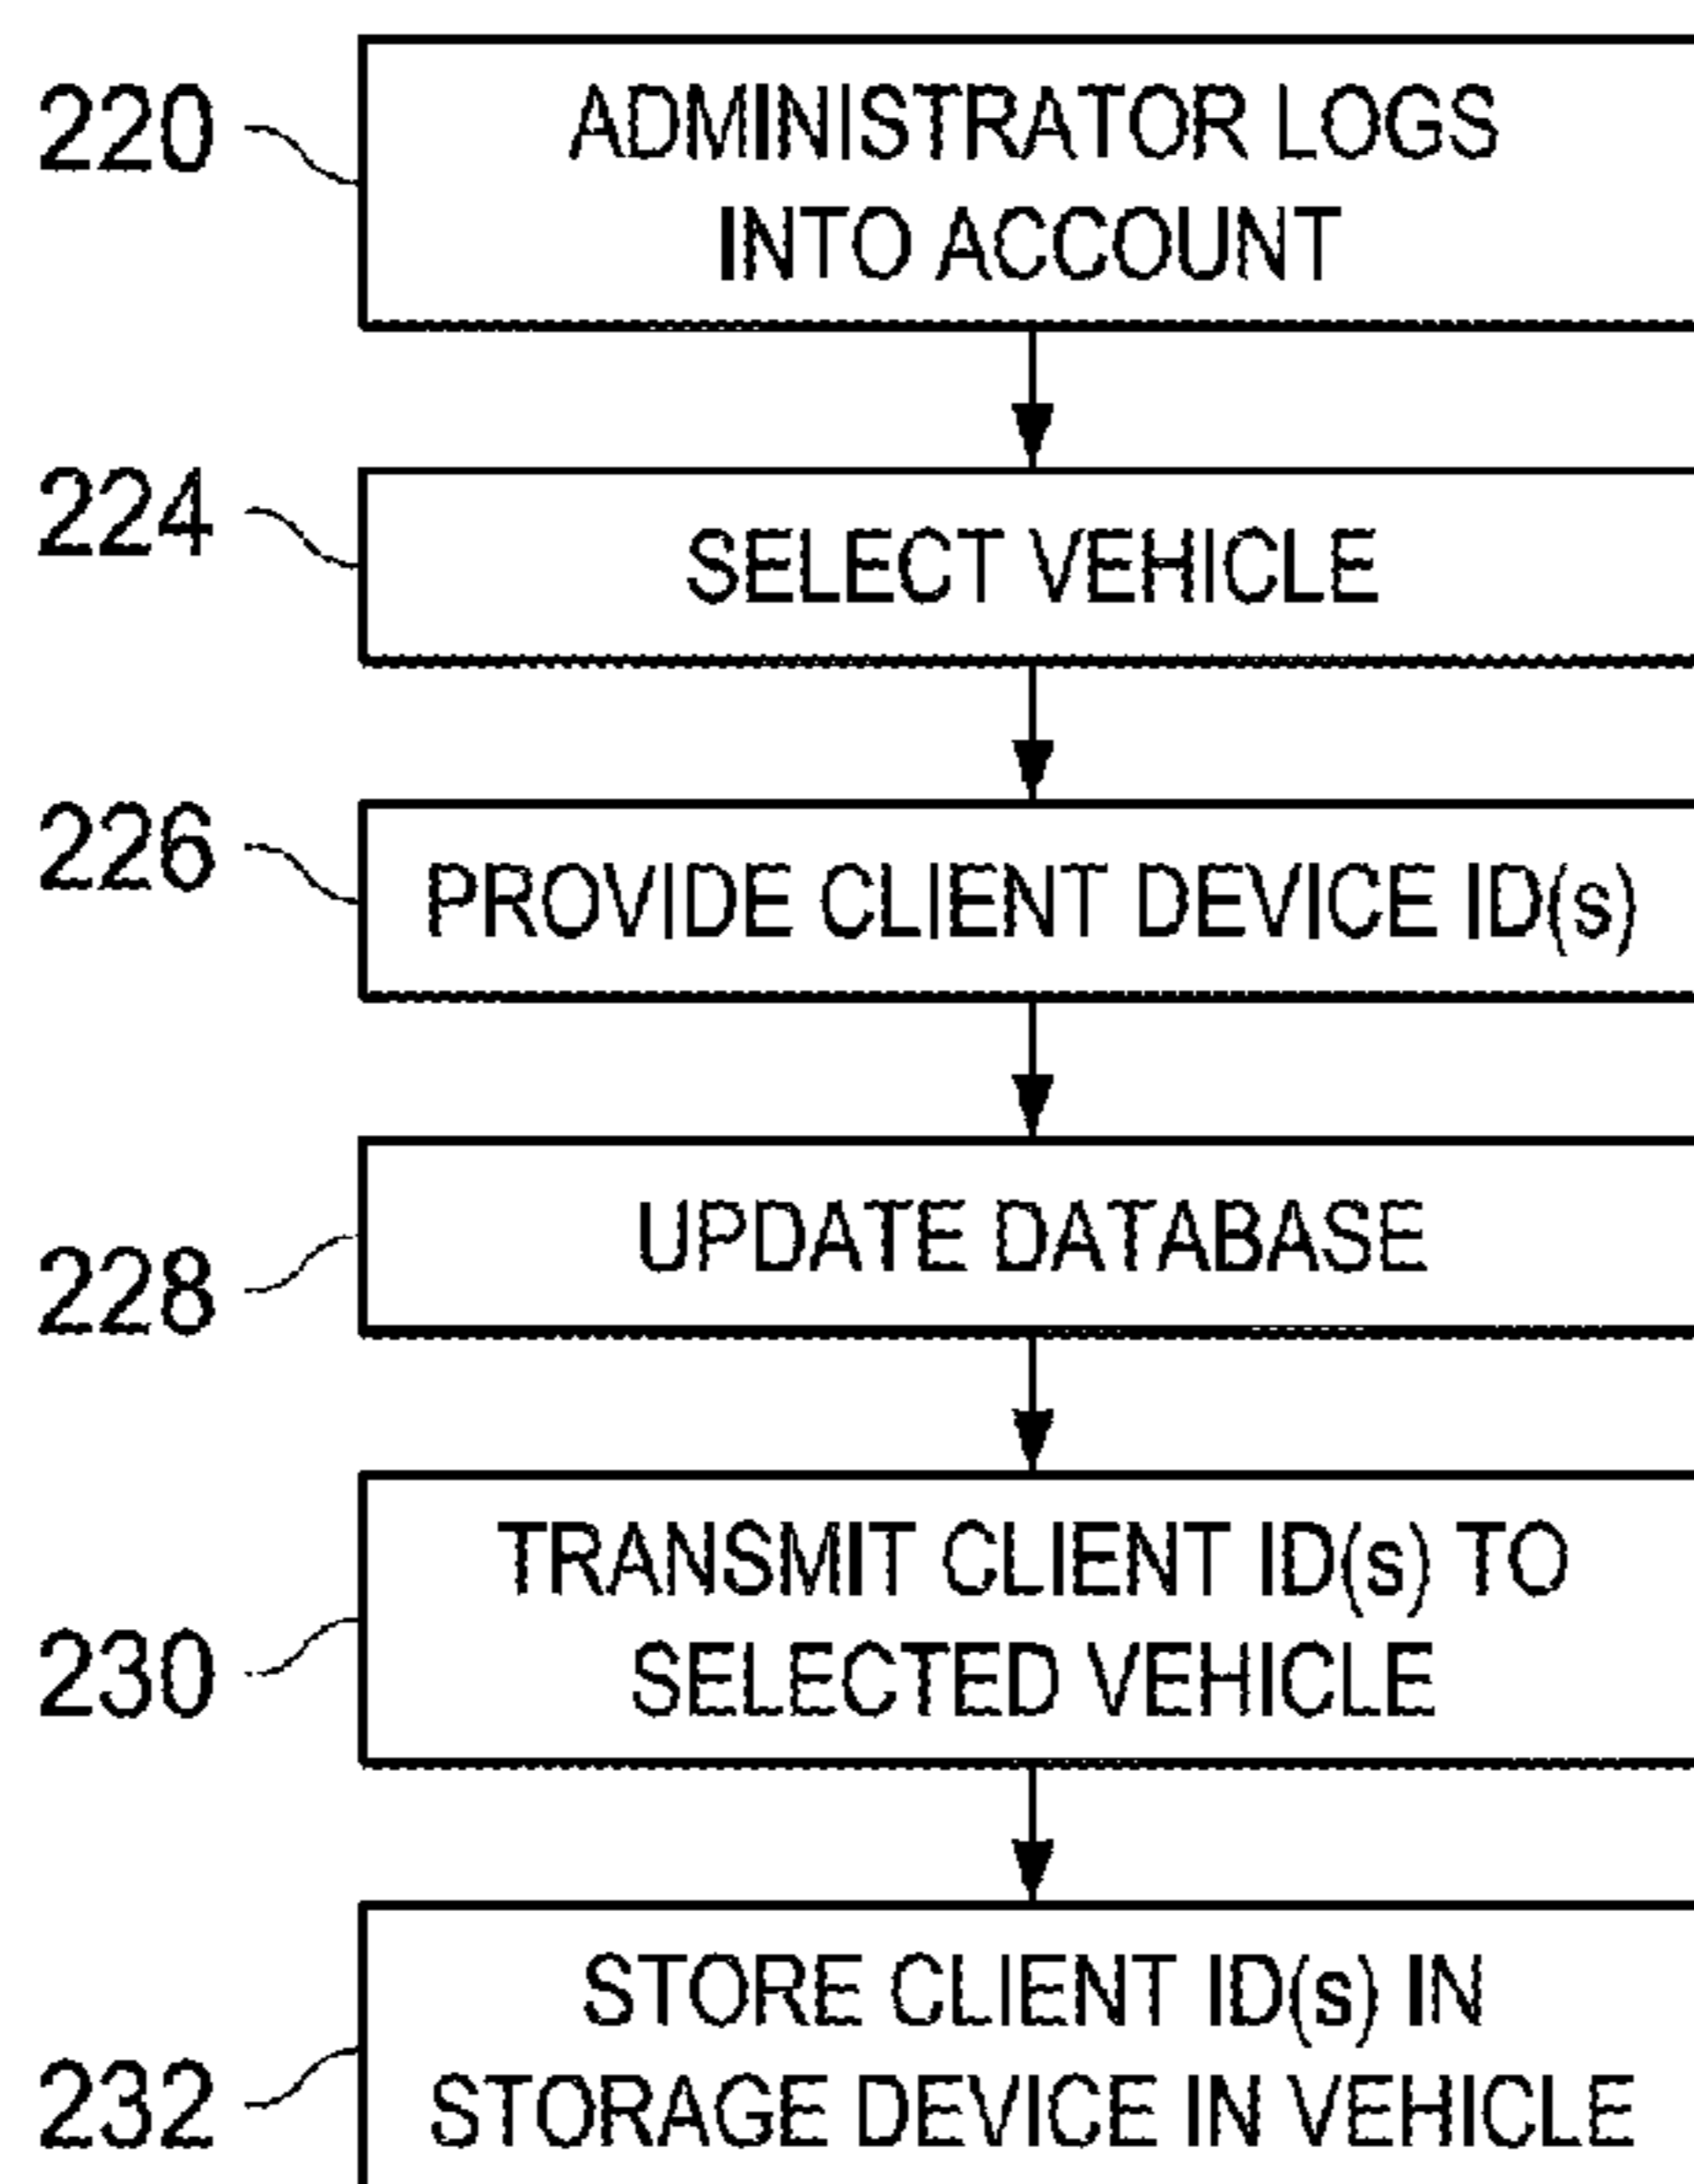 220
ADMINISTRATOR LOGS
INTO ACCOUNT
224
SELECT VEHICLE
226
PROVIDE CLIENT DEVICE ID(s)
228
UPDATE DATABASE
230
TRANSMIT CLIENT ID(s) TO
SELECTED VEHICLE
232
STORE CLIENT ID(s) IN
STORAGE DEVICE IN VEHICLE